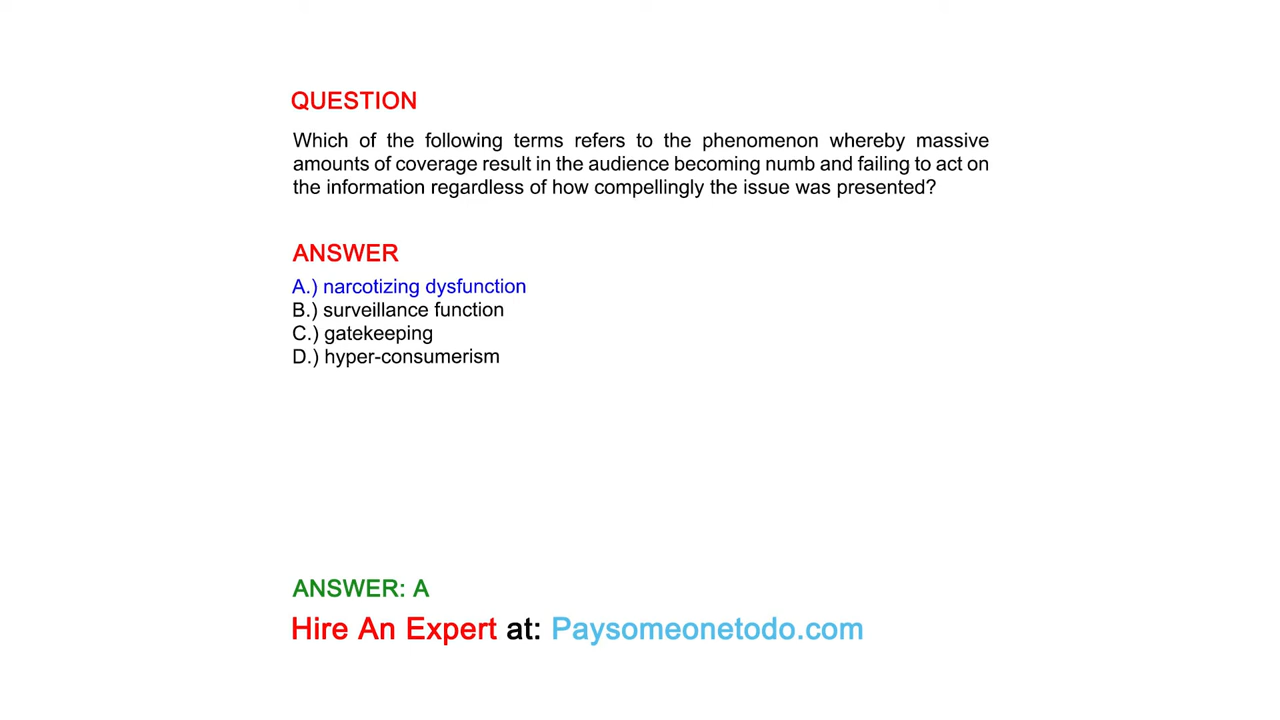 QUESTION
Which of the following terms refers to the phenomenon whereby massive
amounts of coverage result in the audience becoming numb and failing to act on
the information regardless of how compellingly the issue was presented?
ANSWER
A.) narcotizing dysfunction
B.) surveillance function
C.) gatekeeping
D.) hyper-consumerism
ANSWER: A
Hire An Expert at: Paysomeonetodo.com